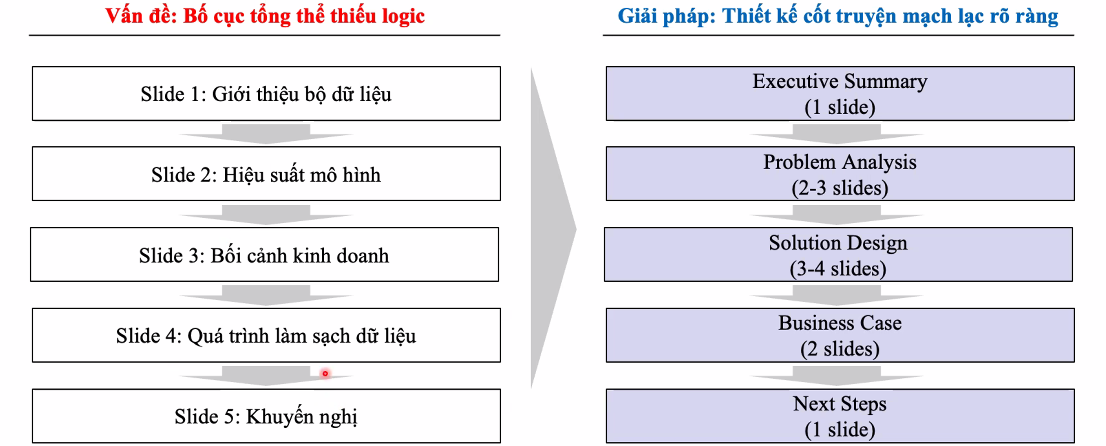 Vấn đề: Bố cục tổng thể thiếu logic
Slide 1: Giới thiệu bộ dữ liệu
Slide 2: Hiệu suất mô hình
Slide 3: Bối cảnh kinh doanh
Slide 4: Quá trình làm sạch dữ liệu
Slide 5: Khuyến nghị
Giải pháp: Thiết kế cốt truyện mạch lạc rõ ràng
Executive Summary
(1 slide)
Problem Analysis
(2-3 slides)
Solution Design
(3-4 slides)
Business Case
(2 slides)
Next Steps
(1 slide)